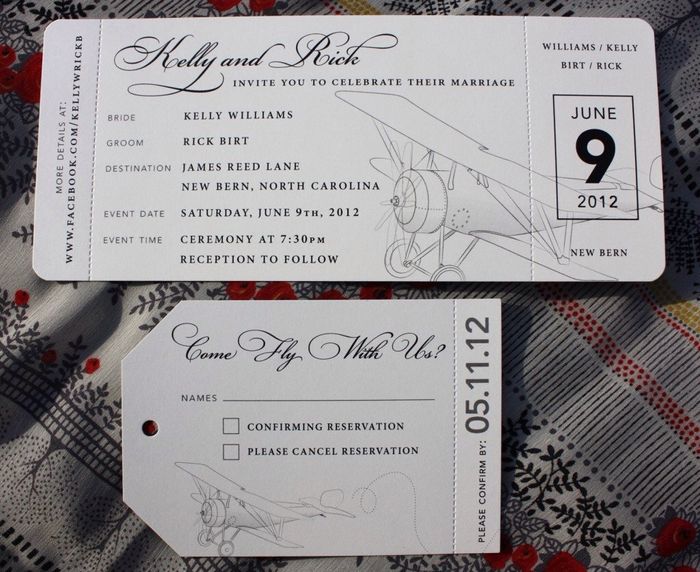 MORE DETAILS AT:
WWW.FACEBOOK.COM/KELLYWRICKB
Kelly and Rick
INVITE YOU TO CELEBRATE THEIR MARRIAGE
BRIDE KELLY WILLIAMS
GROOM RICK BIRT
DESTINATION JAMES REED LANE
NEW BERN, NORTH CAROLINA
EVENT DATE SATURDAY, JUNE 9TH, 2012
EVENT TIME CEREMONY AT 7:30PM
RECEPTION TO FOLLOW
WILLIAMS / KELLY
BIRT / RICK
JUNE
9
2012
NEW BERN
Come Fly With Us?
NAMES
CONFIRMING RESERVATION
PLEASE CANCEL RESERVATION
PLEASE CONFIRM BY: 05.11.12